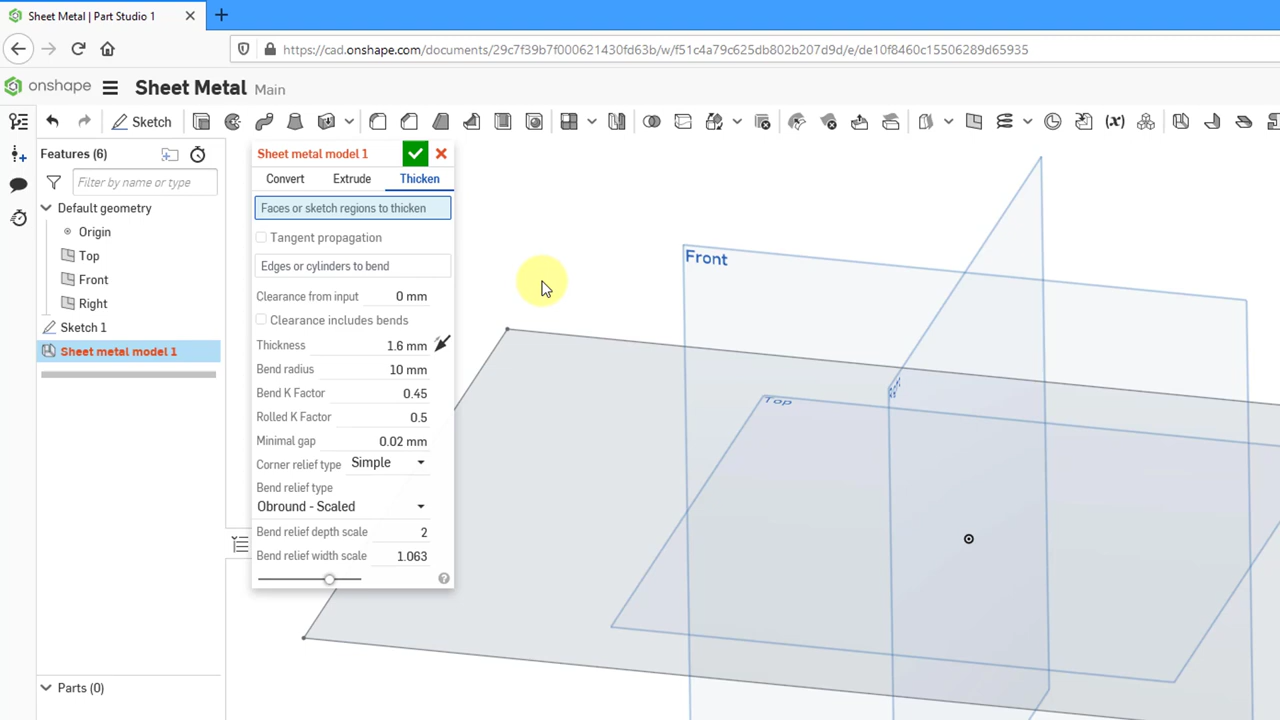 Sheet Metal | Part Studio 1
https://cad.onshape.com/documents/29c7f39b7f000621430fd63b/w/f51c4a79c625db802b207d9d/e/de10f8460c15506289d65935
onshape
Sheet Metal Main
Sketch
Features (6)
Filter by name or type
Default geometry
Origin
Top
Front
Right
Sketch 1
Sheet metal model 1
Parts (0)
Sheet metal model 1
Convert Extrude Thicken
Faces or sketch regions to thicken
Tangent propagation
Edges or cylinders to bend
Clearance from input 0 mm
Clearance includes bends
Thickness 1.6 mm
Bend radius 10 mm
Bend K Factor 0.45
Rolled K Factor 0.5
Minimal gap 0.02 mm
Corner relief type Simple
Bend relief type
Obround - Scaled
Bend relief depth scale 2
Bend relief width scale 1.063
Front
Top